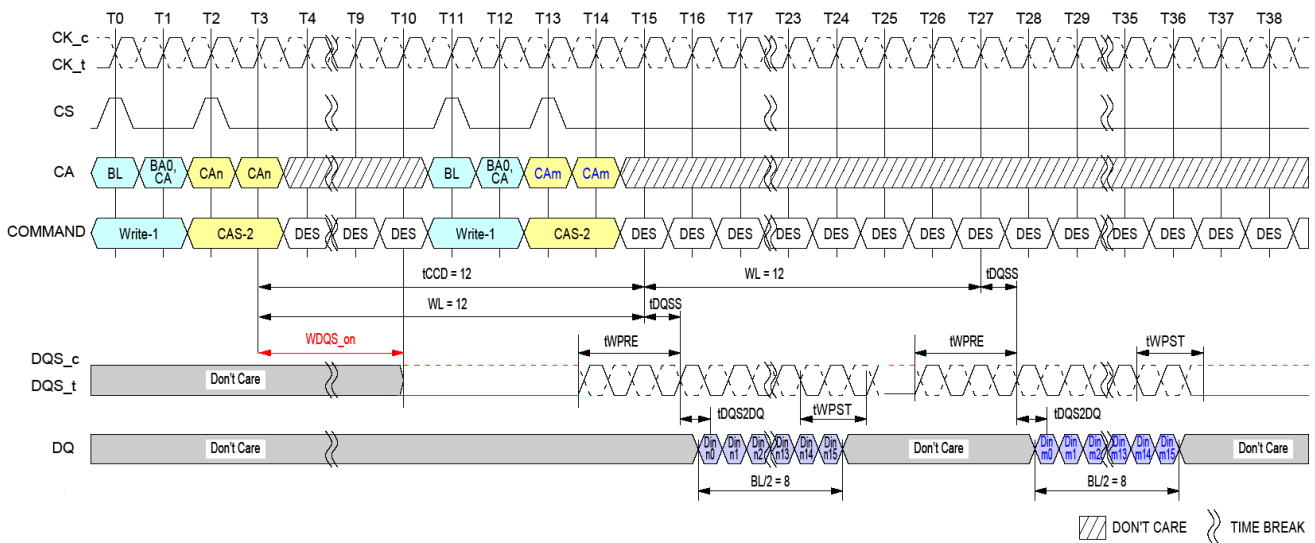 T0 T1 T2 T3 T4 T9 T10 T11 T12 T13 T14 T15 T16 T17 T23 T24 T25 T26 T27 T28 T29 T35 T36 T37 T38
CK_c
CK_t
CS
CA BL BA0, CA CAn CAn BL BA0, CA CAm CAm
COMMAND Write-1 CAS-2 DES DES DES Write-1 CAS-2 DES DES DES DES DES DES DES DES DES DES DES DES DES DES
tCCD = 12 WL = 12 tDQSS
WL = 12 tDQSS
WDQS_on tWPRE tWPRE tWPST
DQS_c
DQS_t Don't Care
tDQS2DQ tWPST tDQS2DQ
DQ Don't Care Din n0 Din n1 Din n2 Din n13 Din n14 Din n15 Don't Care Din m0 Din m1 Din m2 Din m13 Din m14 Din m15 Don't Care
BL/2 = 8 BL/2 = 8
DON'T CARE TIME BREAK